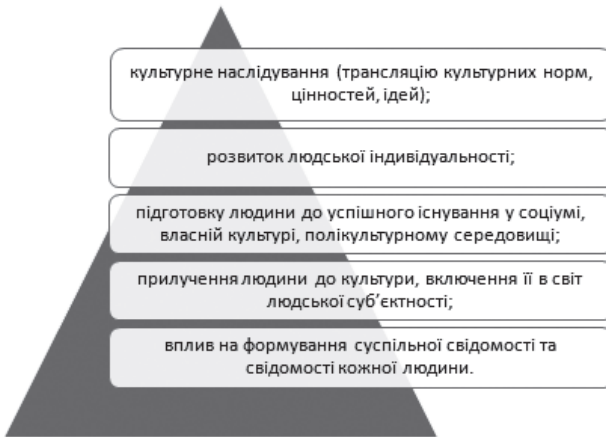 культурне наслідування (трансляцію культурних норм,
цінностей, ідей);
розвиток людської індивідуальності;
підготовку людини до успішного існування у соціумі,
власній культурі, полікультурному середовищі;
прилучення людини до культури, включення її в світ
людської суб’єктності;
вплив на формування суспільної свідомості та
свідомості кожної людини.